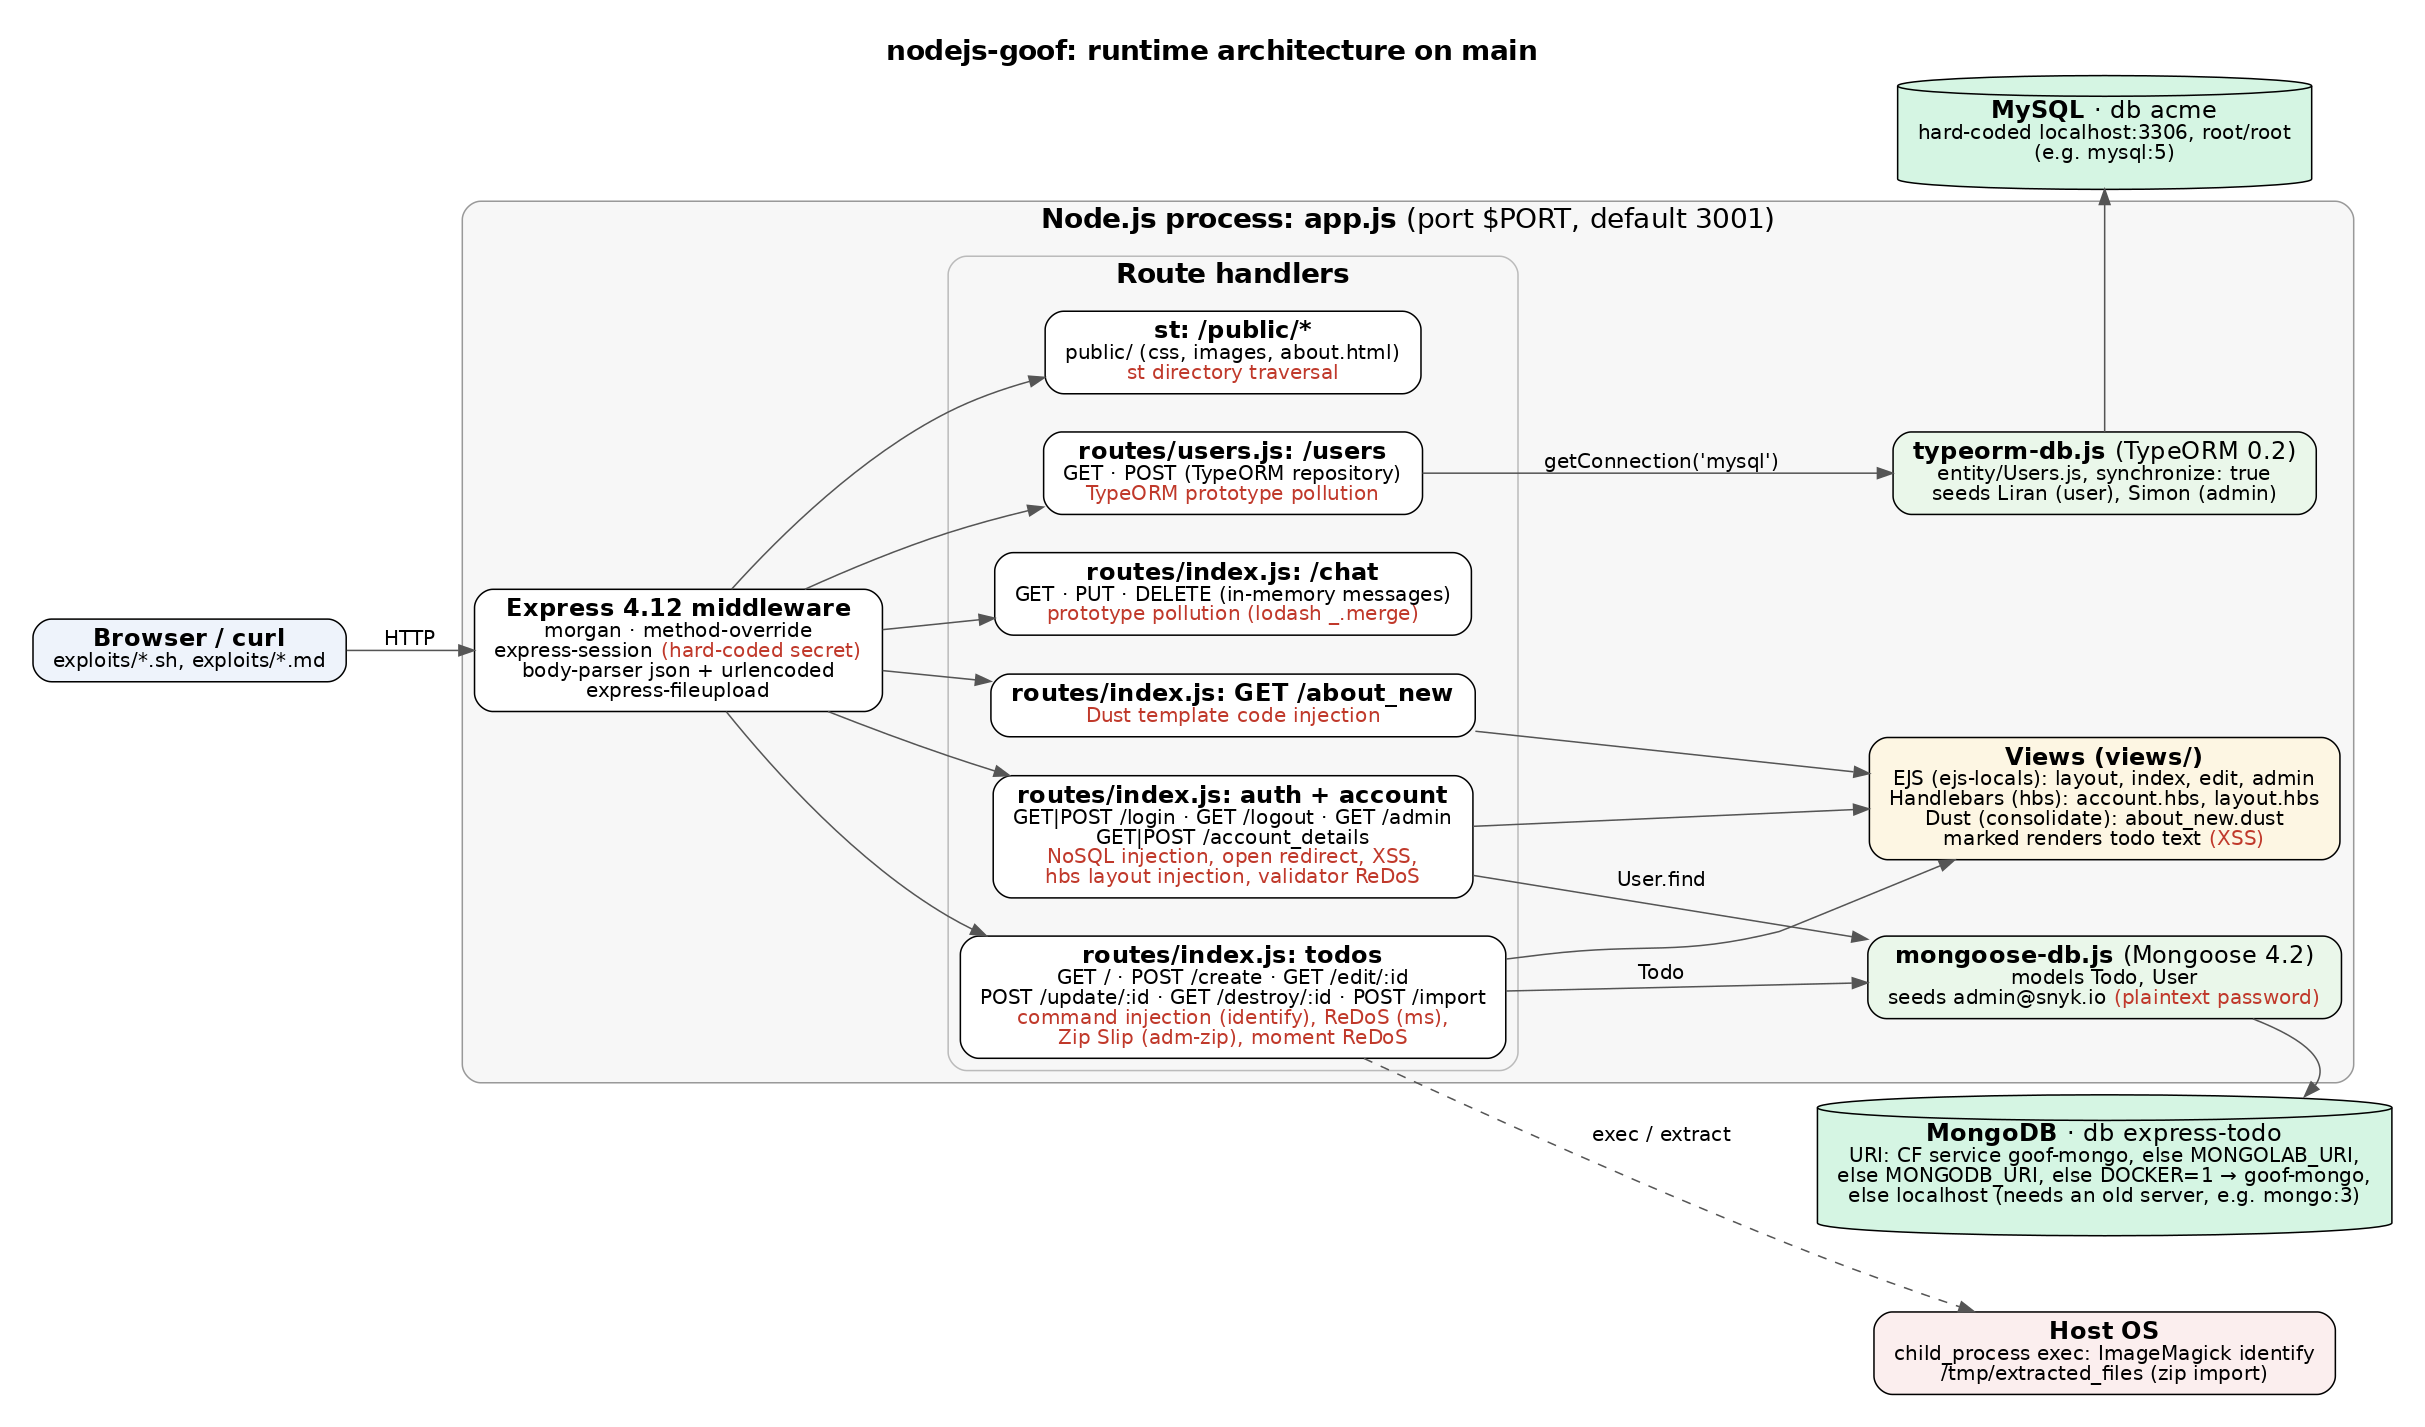 nodejs-goof: runtime architecture on main
MySQL · db acme
hard-coded localhost:3306, root/root
(e.g. mysql:5)
Node.js process: app.js (port $PORT, default 3001)
Route handlers
st: /public/*
public/ (css, images, about.html)
st directory traversal
routes/users.js: /users
GET · POST (TypeORM repository)
TypeORM prototype pollution
getConnection('mysql')
typeorm-db.js (TypeORM 0.2)
entity/Users.js, synchronize: true
seeds Liran (user), Simon (admin)
routes/index.js: /chat
GET · PUT · DELETE (in-memory messages)
prototype pollution (lodash _.merge)
Browser / curl
exploits/*.sh, exploits/*.md
HTTP
Express 4.12 middleware
morgan · method-override
express-session (hard-coded secret)
body-parser json + urlencoded
express-fileupload
routes/index.js: GET /about_new
Dust template code injection
Views (views/)
EJS (ejs-locals): layout, index, edit, admin
Handlebars (hbs): account.hbs, layout.hbs
Dust (consolidate): about_new.dust
marked renders todo text (XSS)
routes/index.js: auth + account
GET|POST /login · GET /logout · GET /admin
GET|POST /account_details
NoSQL injection, open redirect, XSS,
hbs layout injection, validator ReDoS
User.find
routes/index.js: todos
GET / · POST /create · GET /edit/:id
POST /update/:id · GET /destroy/:id · POST /import
command injection (identify), ReDoS (ms),
Zip Slip (adm-zip), moment ReDoS
Todo
mongoose-db.js (Mongoose 4.2)
models Todo, User
seeds admin@snyk.io (plaintext password)
exec / extract
MongoDB · db express-todo
URI: CF service goof-mongo, else MONGOLAB_URI,
else MONGODB_URI, else DOCKER=1 → goof-mongo,
else localhost (needs an old server, e.g. mongo:3)
Host OS
child_process exec: ImageMagick identify
/tmp/extracted_files (zip import)